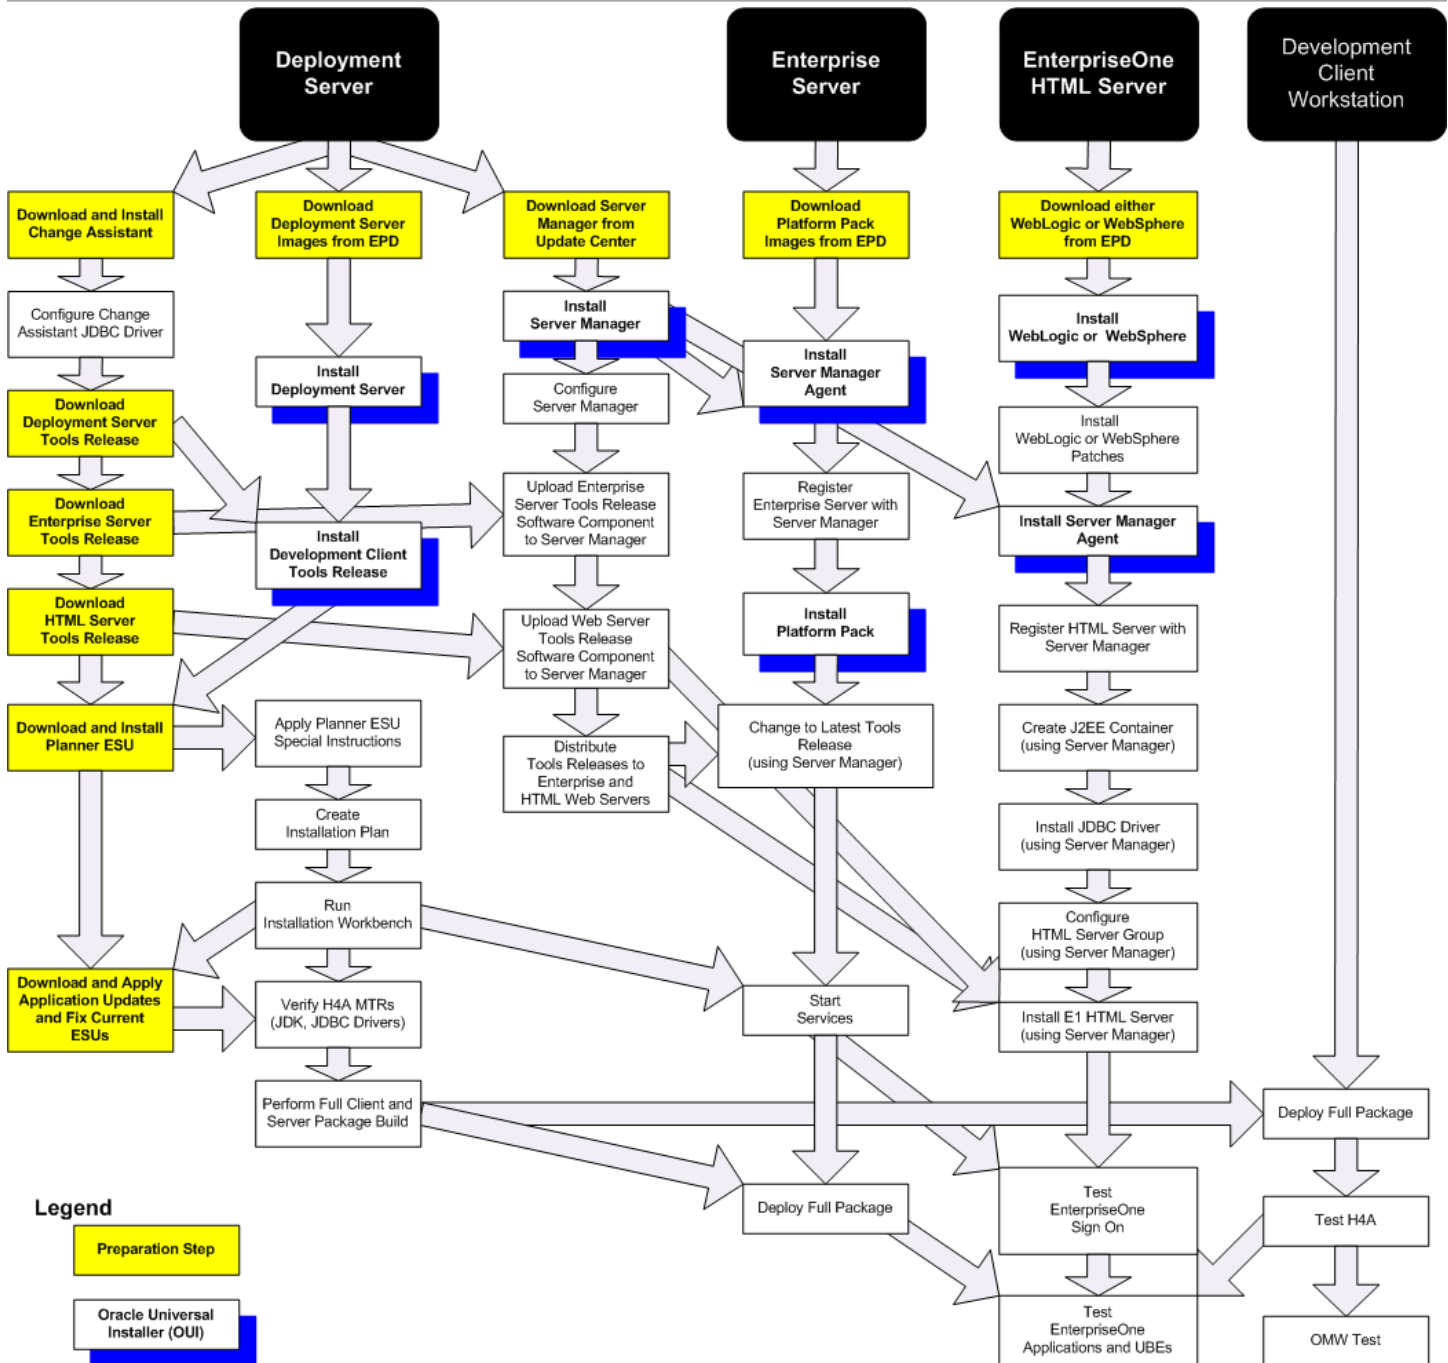 Deployment
Server
Enterprise
Server
EnterpriseOne
HTML Server
Development
Client
Workstation
Download and Install
Change Assistant
Configure Change
Assistant JDBC Driver
Download
Deployment Server
Tools Release
Download
Enterprise Server
Tools Release
Download
HTML Server
Tools Release
Download and Install
Planner ESU
Download and Apply
Application Updates
and Fix Current
ESUs
Download
Deployment Server
Images from EPD
Install
Deployment Server
Install
Development Client
Tools Release
Apply Planner ESU
Special Instructions
Create
Installation Plan
Run
Installation Workbench
Verify H4A MTRs
(JDK, JDBC Drivers)
Perform Full Client and
Server Package Build
Download Server
Manager from
Update Center
Install
Server Manager
Configure
Server Manager
Upload Enterprise
Server Tools Release
Software Component
to Server Manager
Upload Web Server
Tools Release
Software Component
to Server Manager
Distribute
Tools Releases to
Enterprise and
HTML Web Servers
Download
Platform Pack
Images from EPD
Install
Server Manager
Agent
Register
Enterprise Server with
Server Manager
Install
Platform Pack
Change to Latest Tools
Release
(using Server Manager)
Start
Services
Deploy Full Package
Download either
WebLogic or WebSphere
from EPD
Install
WebLogic or WebSphere
Install
WebLogic or WebSphere
Patches
Install Server Manager
Agent
Register HTML Server with
Server Manager
Create J2EE Container
(using Server Manager)
Install JDBC Driver
(using Server Manager)
Configure
HTML Server Group
(using Server Manager)
Install E1 HTML Server
(using Server Manager)
Test
EnterpriseOne
Sign On
Test
EnterpriseOne
Applications and UBEs
Deploy Full Package
Test H4A
OMW Test
Legend
Preparation Step
Oracle Universal
Installer (OUI)